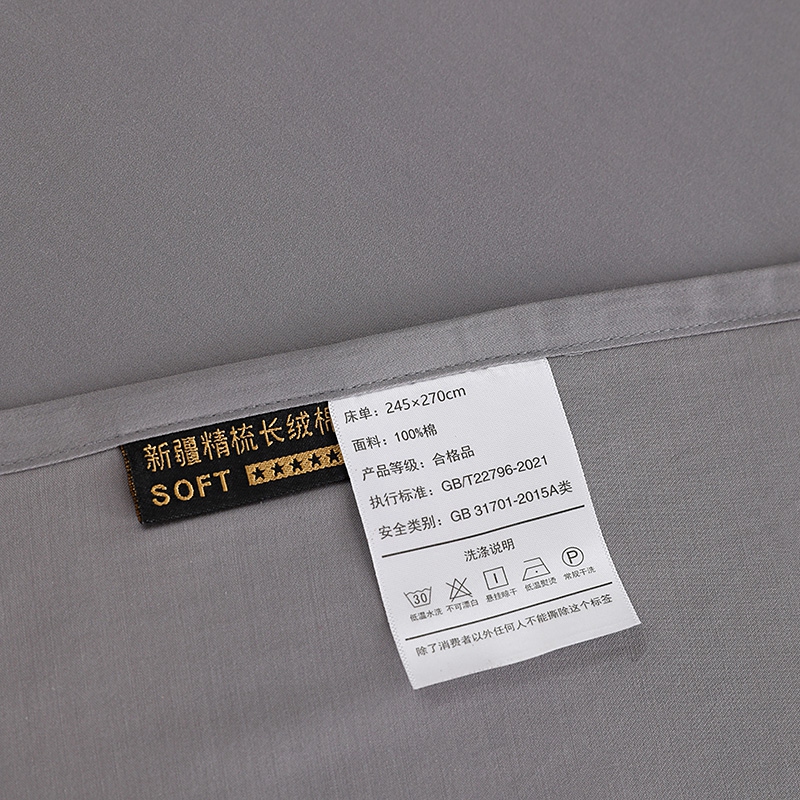 新疆精梳长绒棉
SOFT
床单：245×270cm
面料：100%棉
产品等级：合格品
执行标准：GB/T22796-2021
安全类别：GB 31701-2015A类
洗涤说明
30
P
低温水洗 不可漂白 悬挂晾干 低温熨烫 常规干洗
除了消费者以外任何人不能撕除这个标签